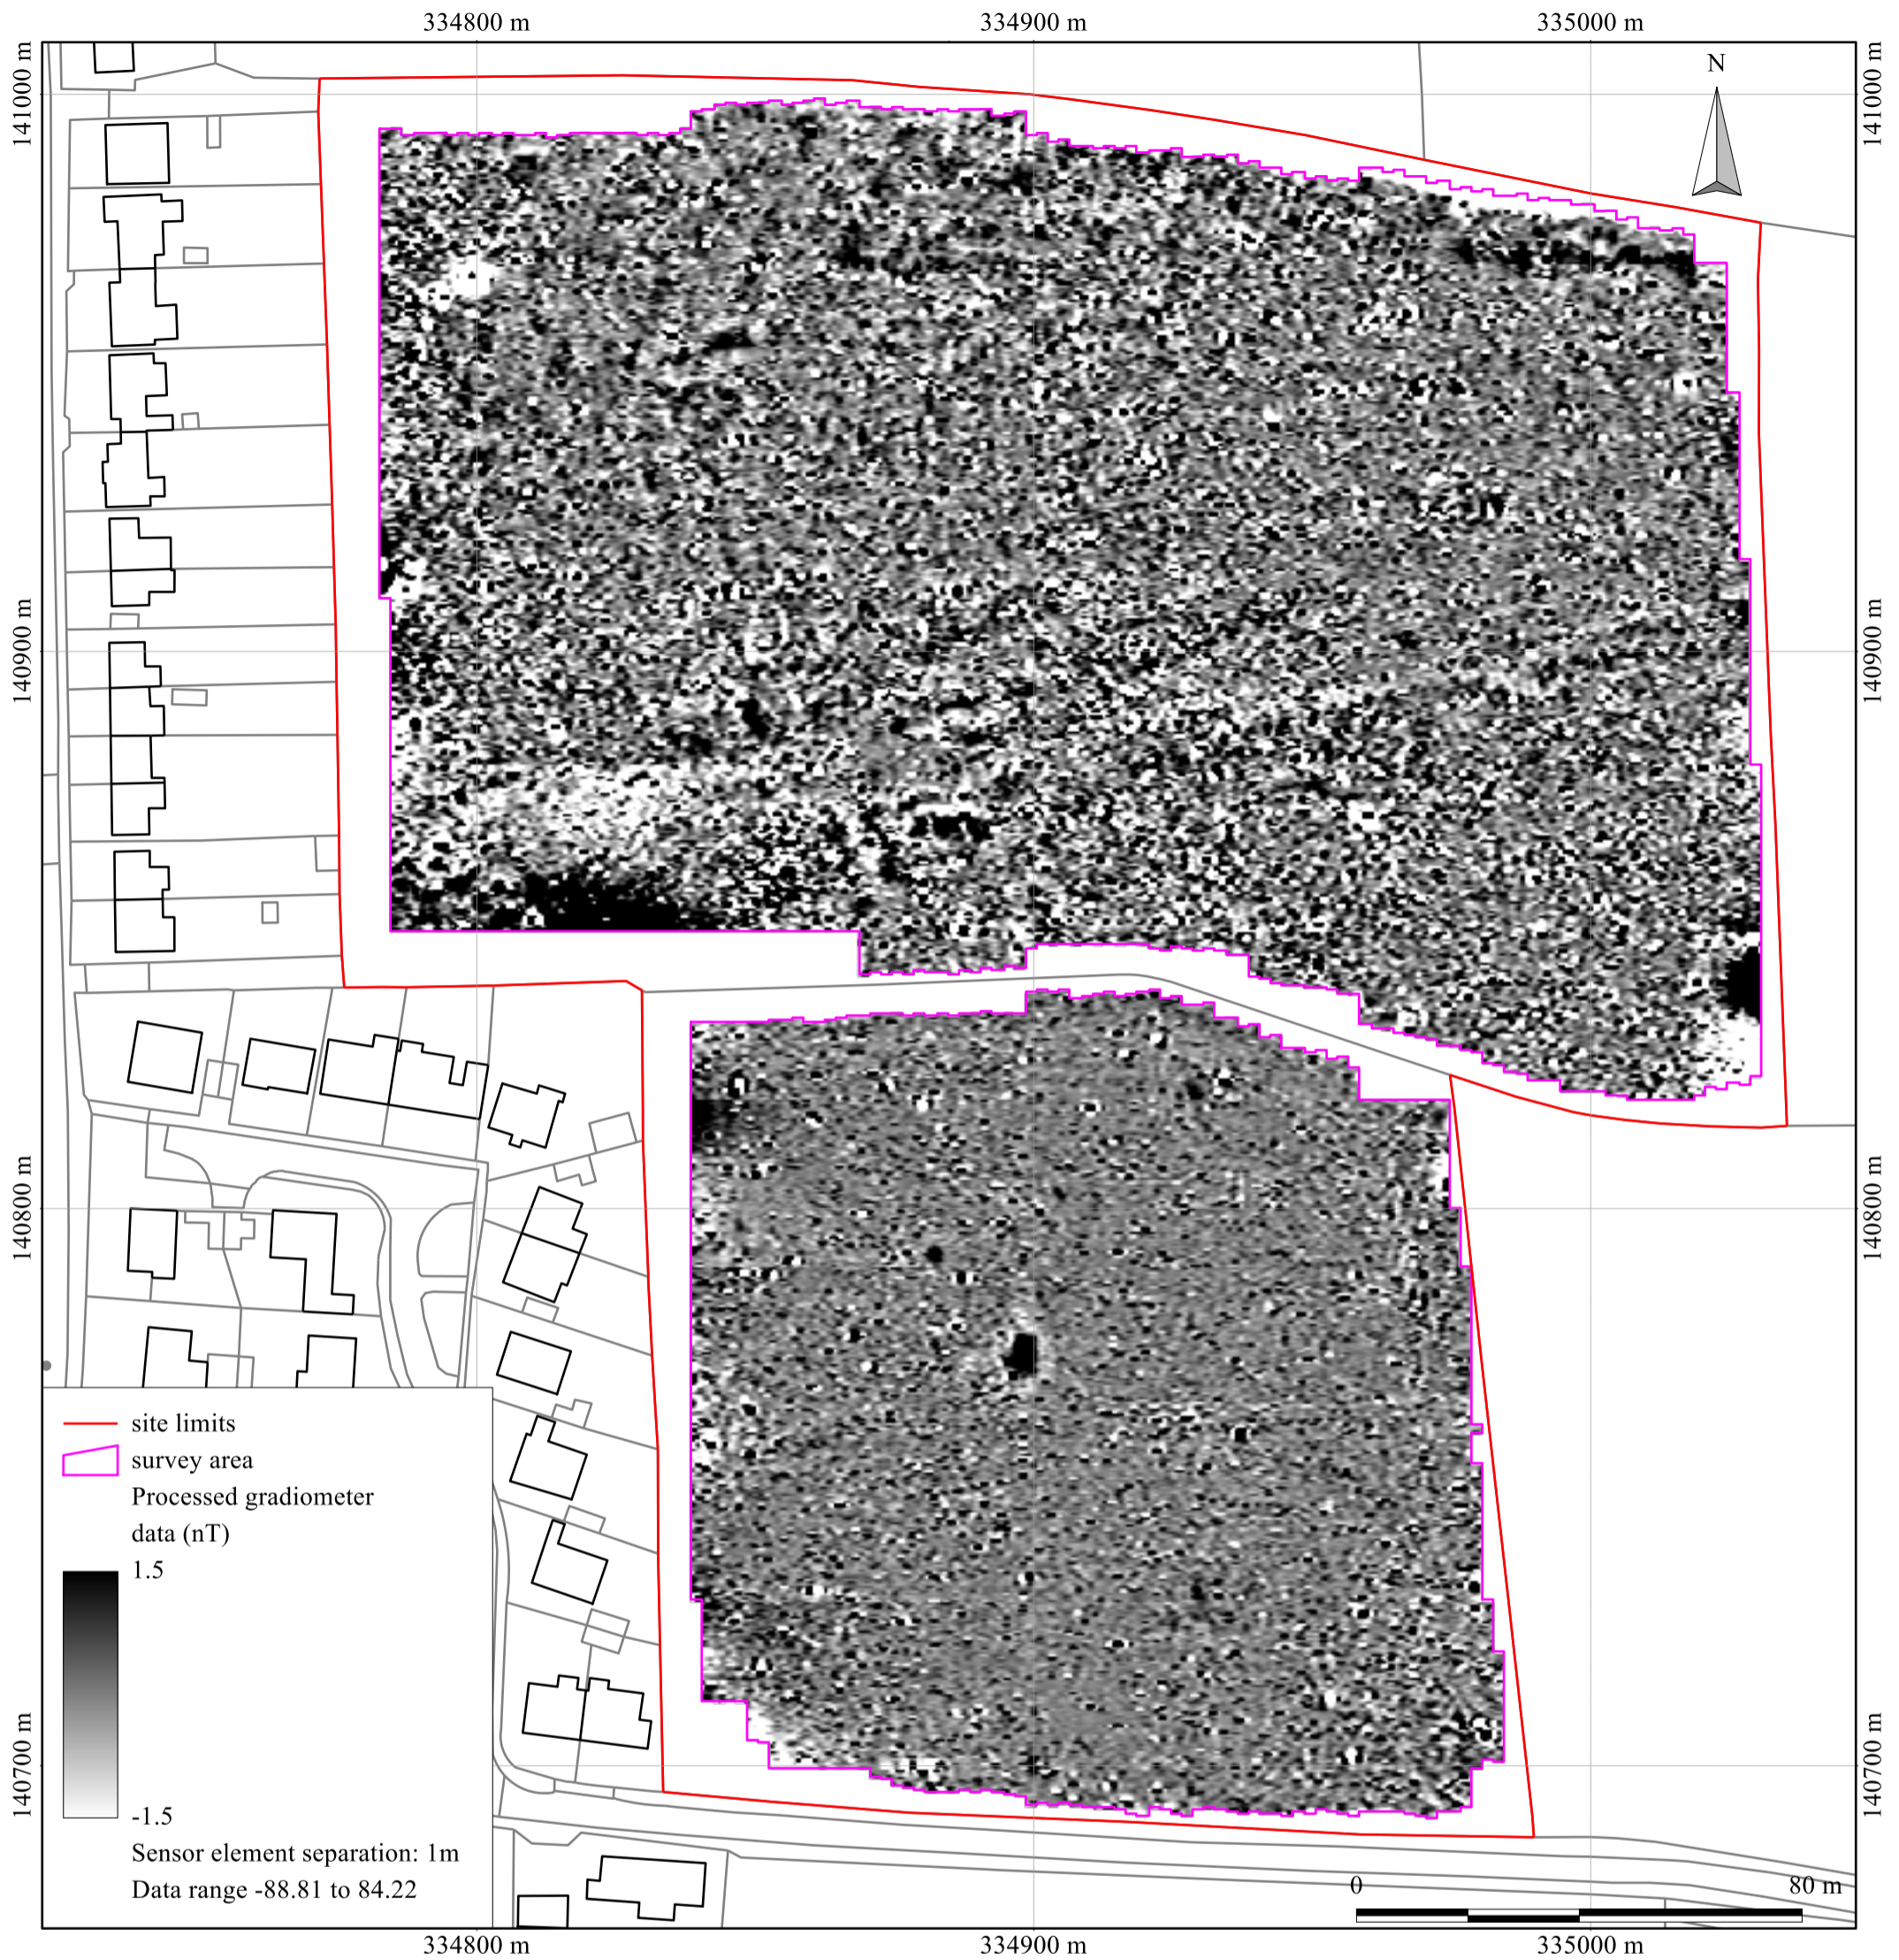 334800 m
334900 m
335000 m
141000 m
141000 m
N
140900 m
140900 m
140800 m
140800 m
site limits
survey area
Processed gradiometer
data (nT)
1.5
-1.5
140700 m
140700 m
Sensor element separation: 1m
Data range -88.81 to 84.22
0
80 m
334800 m
334900 m
335000 m